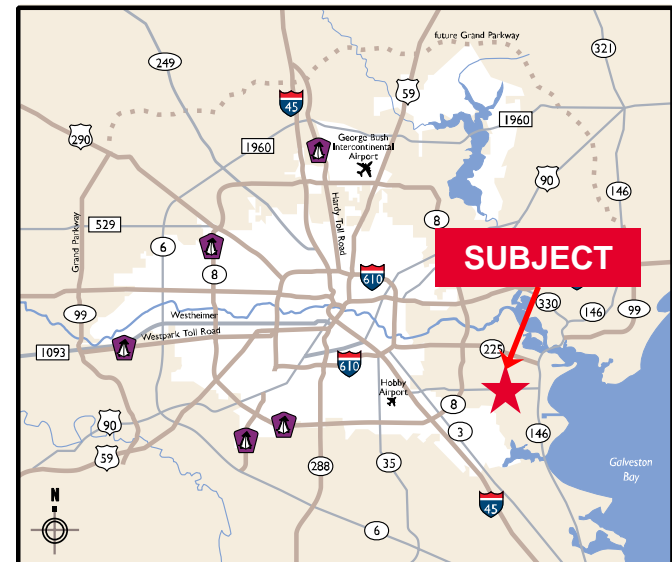 future Grand Parkway
321
249
59
45
290
1960
1960
George Bush
Intercontinental
Airport
90
146
Hardy Toll Road
8
529
6
Grand Parkway
8
SUBJECT
610
330
146
99
99
Westheimer
Westpark Toll Road
225
1093
610
Hobby
Airport
8
90
3
146
59
288
35
Galveston
Bay
N
45
6